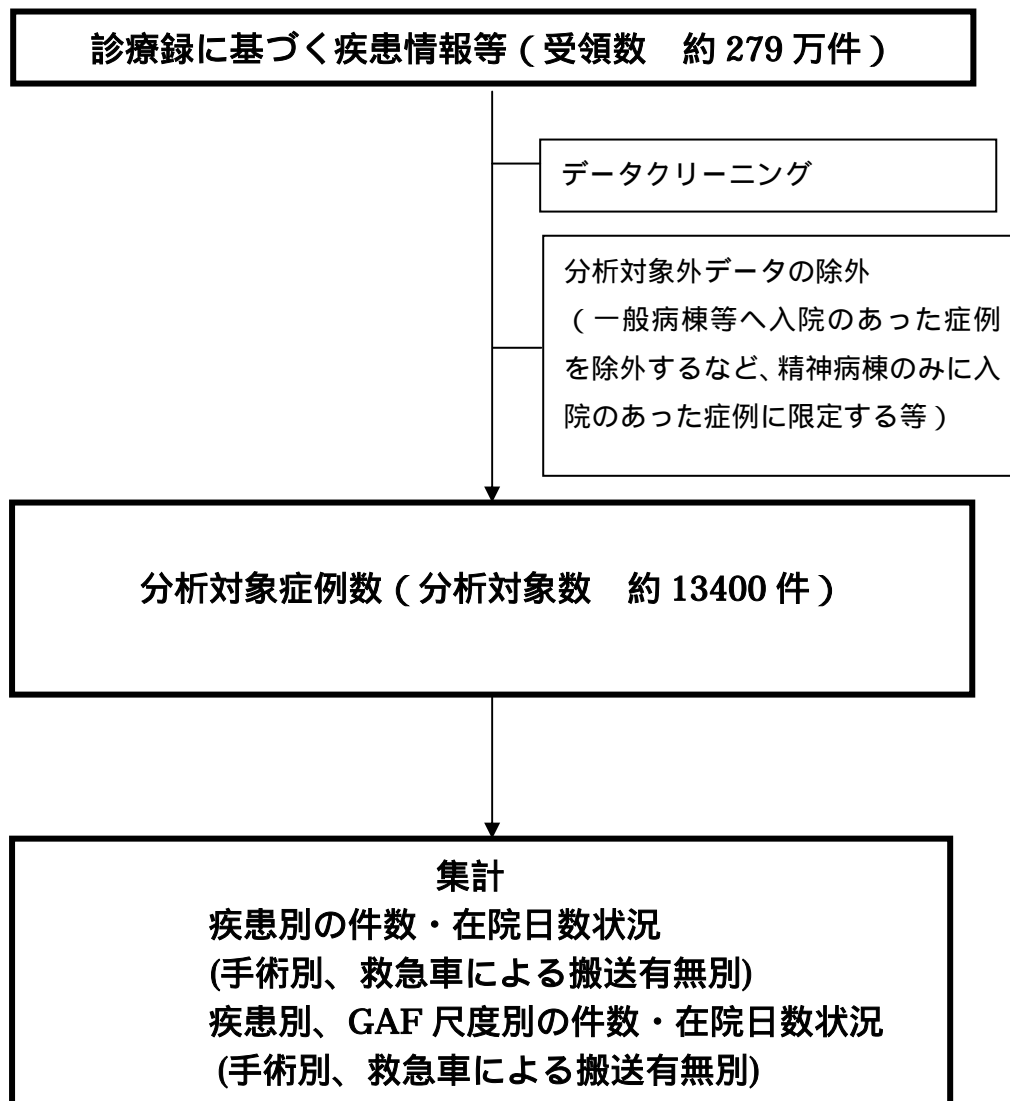 診療録に基づく疾患情報等(受領数　約 279 万件)
データクリーニング
分析対象外データの除外
(一般病棟等へ入院のあった症例
を除外するなど、精神病棟のみに入
院のあった症例に限定する等)
分析対象症例数(分析対象数　約 13400 件)
集計
疾患別の件数・在院日数状況
(手術別、救急車による搬送有無別)
疾患別、GAF 尺度別の件数・在院日数状況
(手術別、救急車による搬送有無別)